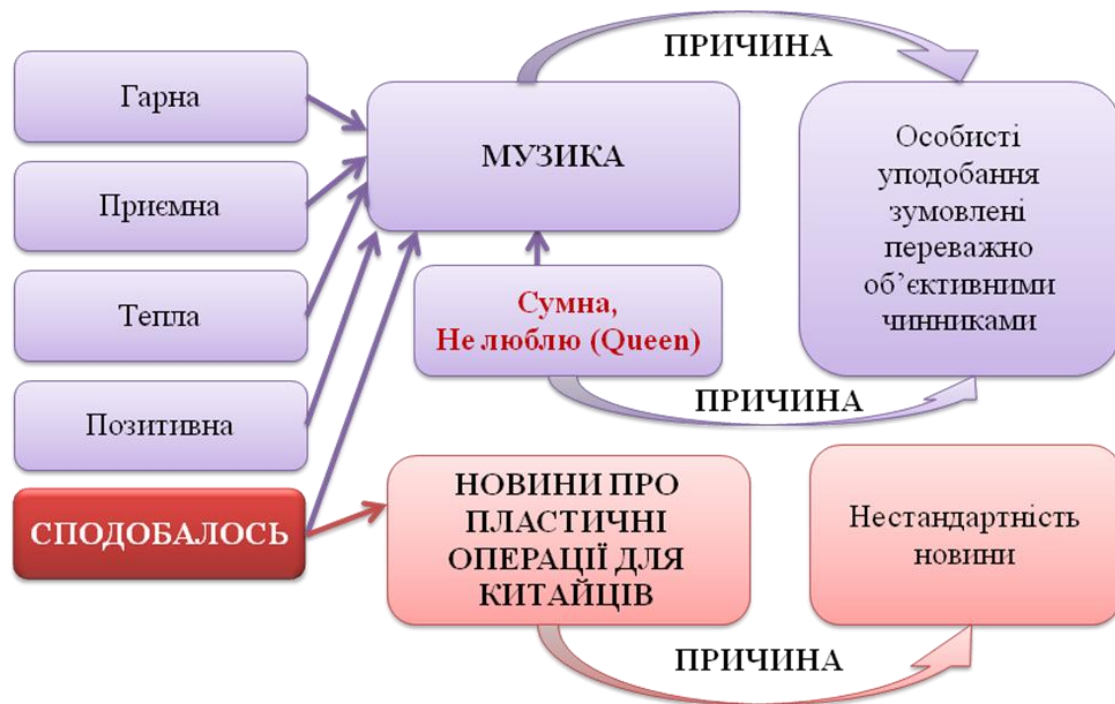 ПРИЧИНА
Гарна
Приємна
Тепла
Позитивна
СПОДОБАЛОСЬ
МУЗИКА
Сумна,
Не люблю (Queen)
Особисті
уподобання
зумовлені
переважно
об’єктивними
чинниками
ПРИЧИНА
НОВИНИ ПРО
ПЛАСТИЧНІ
ОПЕРАЦІЇ ДЛЯ
КИТАЙЦІВ
Нестандартність
новини
ПРИЧИНА